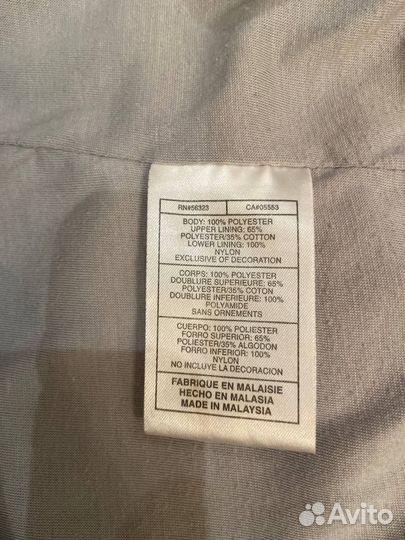 RN#56323 CA#05553
BODY: 100% POLYESTER
UPPER LINING: 65%
POLYESTER/35% COTTON
LOWER LINING: 100%
NYLON
EXCLUSIVE OF DECORATION
CORPS: 100% POLYESTER
DOUBLURE SUPERIEURE: 65%
POLYESTER/35% COTON
DOUBLURE INFERIEURE: 100%
POLYAMIDE
SANS ORNEMENTS
CUERPO: 100% POLIESTER
FORRO SUPERIOR: 65%
POLIESTER/35% ALGODON
FORRO INFERIOR: 100%
NYLON
NO INCLUYE LA DECORACION
FABRIQUE EN MALAISIE
HECHO EN MALASIA
MADE IN MALAYSIA
Avito